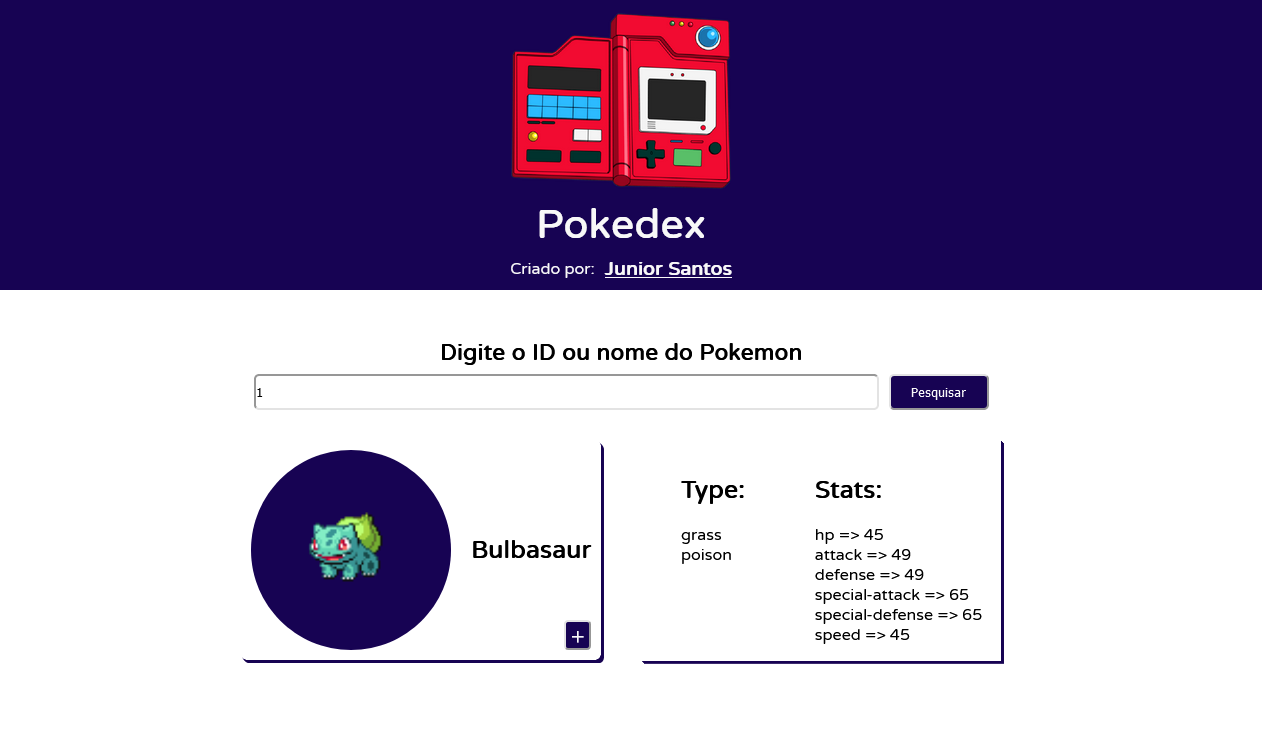 Pokedex
Criado por: Junior Santos
Digite o ID ou nome do Pokemon
1
Pesquisar
Bulbasaur
+
Type:
grass
poison
Stats:
hp => 45
attack => 49
defense => 49
special-attack => 65
special-defense => 65
speed => 45